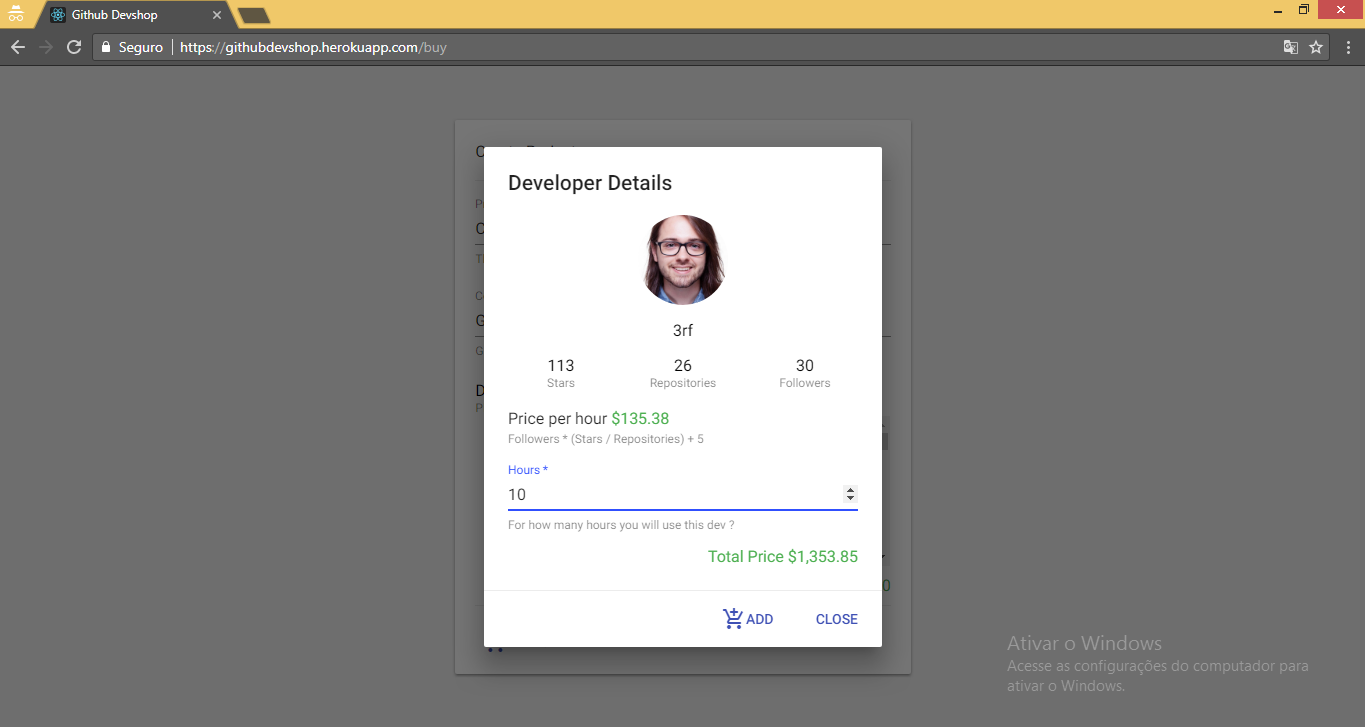 Github Devshop
Seguro https://githubdevshop.herokuapp.com/buy
Developer Details
3rf
113 26 30
Stars Repositories Followers
Price per hour $135.38
Followers * (Stars / Repositories) + 5
Hours *
10
For how many hours you will use this dev ?
Total Price $1,353.85
ADD CLOSE
Ativar o Windows
Acesse as configurações do computador para
ativar o Windows.